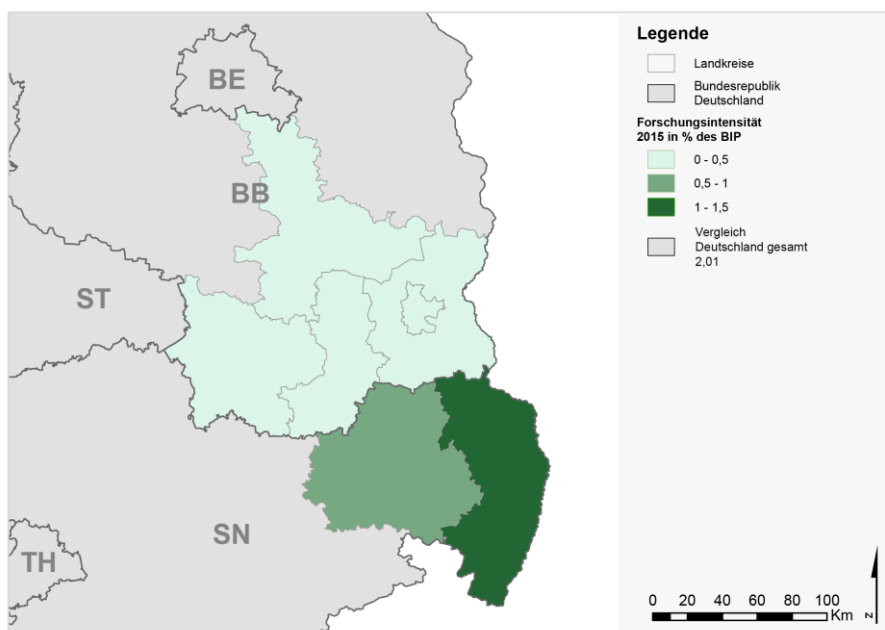 BE
BB
ST
SN
TH
Legende
Landkreise
Bundesrepublik
Deutschland
Forschungsintensität
2015 in % des BIP
0 - 0,5
0,5 - 1
1 - 1,5
Vergleich
Deutschland gesamt
2,01
0 20 40 60 80 100
Km
N